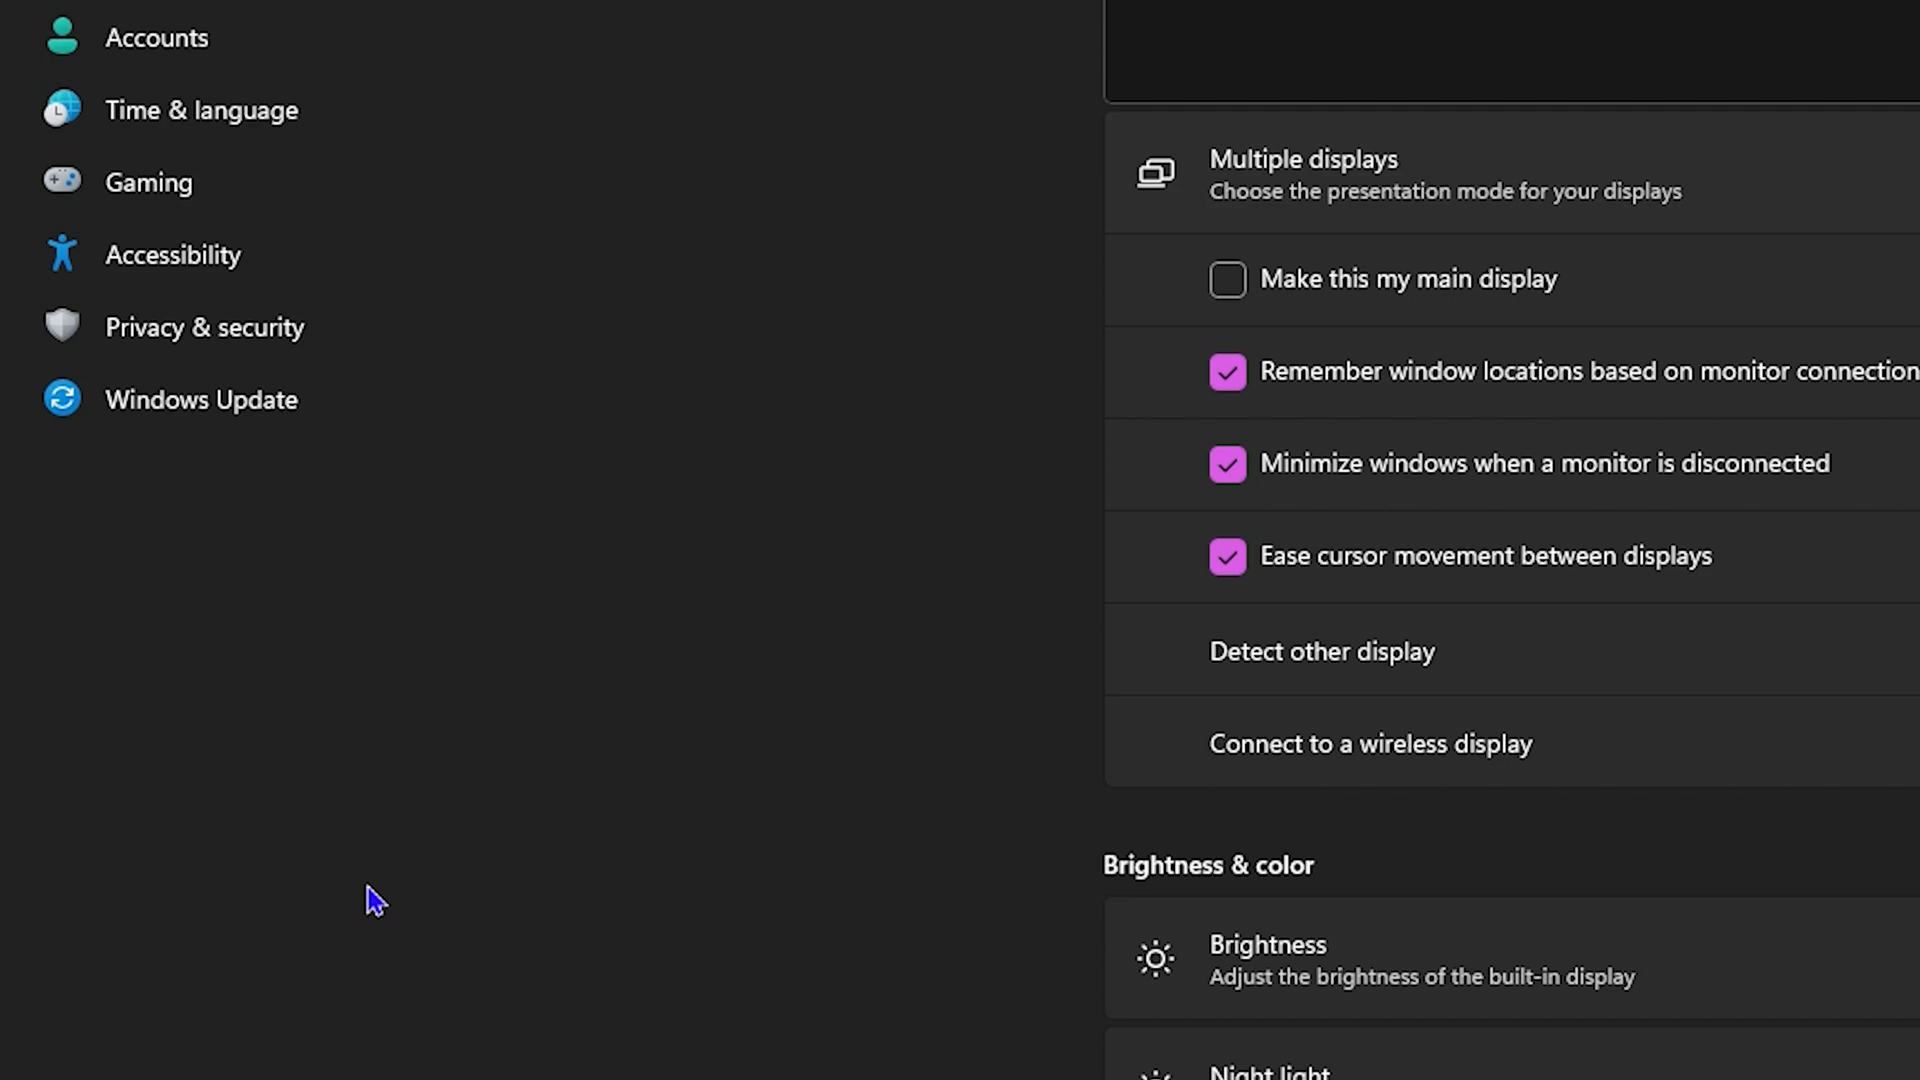 Accounts
Time & language
Gaming
Accessibility
Privacy & security
Windows Update
Multiple displays
Choose the presentation mode for your displays
Make this my main display
Remember window locations based on monitor connection
Minimize windows when a monitor is disconnected
Ease cursor movement between displays
Detect other display
Connect to a wireless display
Brightness & color
Brightness
Adjust the brightness of the built-in display
Night light